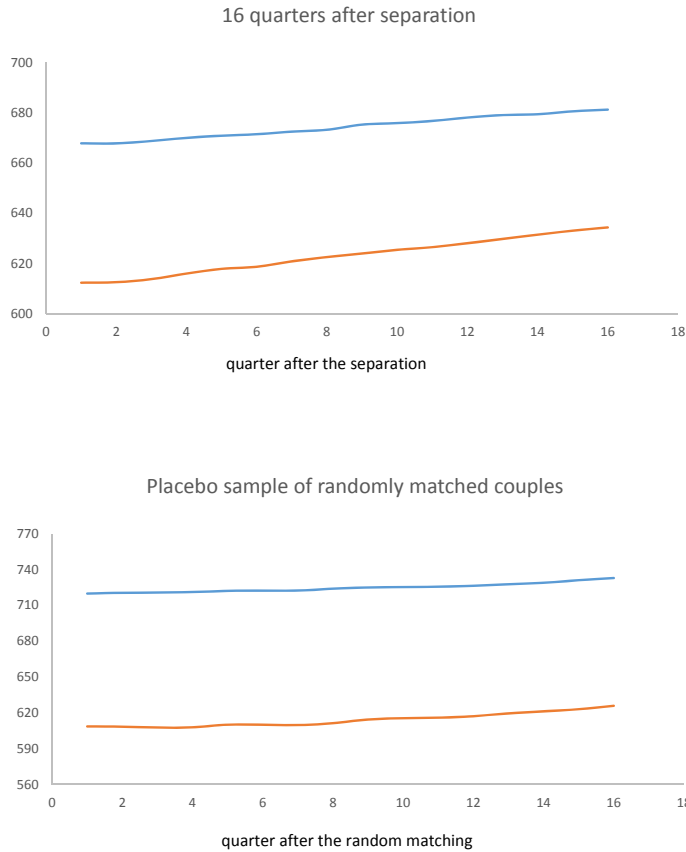 16 quarters after separation
700
680
660
640
620
600
0 2 4 6 8 10 12 14 16 18
quarter after the separation
Placebo sample of randomly matched couples
770
740
710
680
650
620
590
560
0 2 4 6 8 10 12 14 16 18
quarter after the random matching